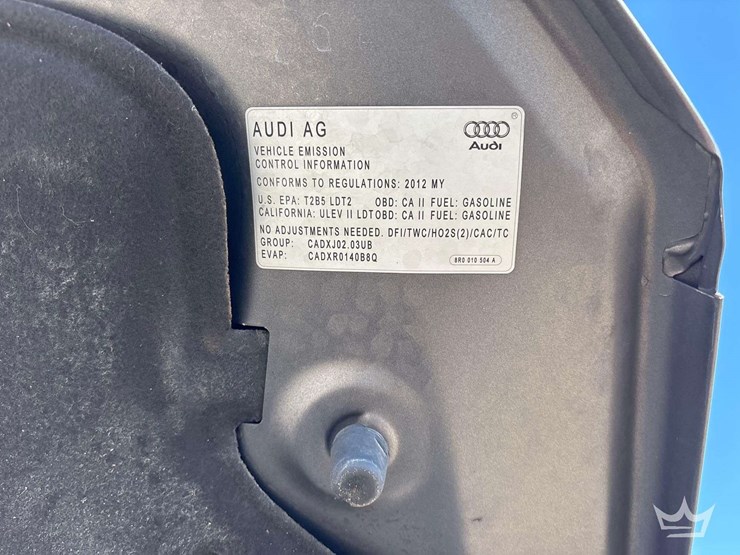 AUDI AG
Audi
VEHICLE EMISSION
CONTROL INFORMATION
CONFORMS TO REGULATIONS: 2012 MY
U.S. EPA: T2B5 LDT2 OBD: CA II FUEL: GASOLINE
CALIFORNIA: ULEV II LDT OBD: CA II FUEL: GASOLINE
NO ADJUSTMENTS NEEDED. DFI/TWC/HO2S(2)/CAC/TC
GROUP: CADXJ02.03UB
EVAP: CADXR0140B8Q
8R0 010 504 A